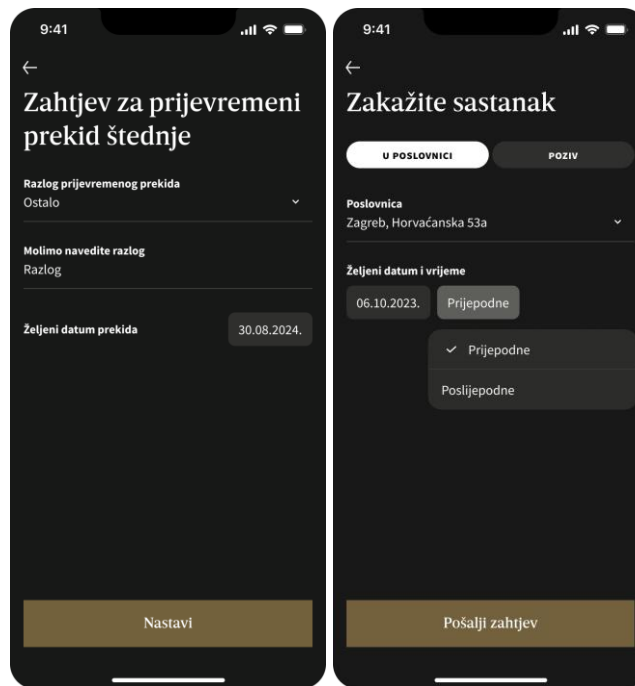 9:41
Zahtjev za prijevremeni
prekid štednje
Razlog prijevremenog prekida
Ostalo
Molimo navedite razlog
Razlog
Željeni datum prekida
30.08.2024.
Nastavi
9:41
Zakažite sastanak
U POSLOVNICI
POZIV
Poslovnica
Zagreb, Horvaćanska 53a
Željeni datum i vrijeme
06.10.2023.
Prijepodne
Prijepodne
Poslijepodne
Pošalji zahtjev